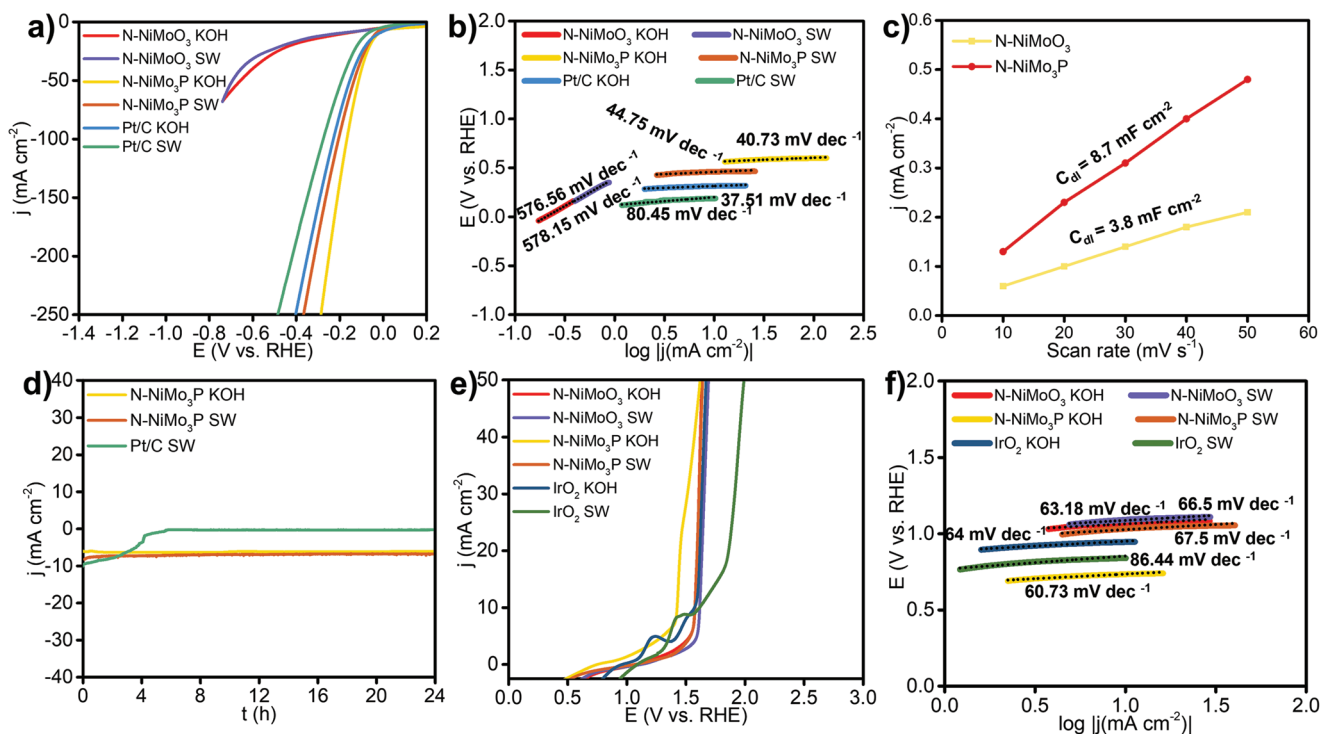 a)
j (mA cm⁻²)
0
-50
-100
-150
-200
-250
N-NiMoO₃ KOH
N-NiMoO₃ SW
N-NiMo₃P KOH
N-NiMo₃P SW
Pt/C KOH
Pt/C SW
-1.4 -1.2 -1.0 -0.8 -0.6 -0.4 -0.2 0.0 0.2
E (V vs. RHE)
b)
E (V vs. RHE)
2.0
1.5
1.0
0.5
0.0
-0.5
-1.0
N-NiMoO₃ KOH N-NiMoO₃ SW
N-NiMo₃P KOH N-NiMo₃P SW
Pt/C KOH Pt/C SW
44.75 mV dec ⁻¹
40.73 mV dec ⁻¹
576.56 mV dec ⁻¹
578.15 mV dec ⁻¹
80.45 mV dec ⁻¹
37.51 mV dec ⁻¹
-1.0 -0.5 0.0 0.5 1.0 1.5 2.0 2.5
log |j(mA cm⁻²)|
c)
j (mA cm⁻²)
0.6
0.5
0.4
0.3
0.2
0.1
0.0
N-NiMoO₃
N-NiMo₃P
C_dl = 8.7 mF cm⁻²
C_dl = 3.8 mF cm⁻²
0 10 20 30 40 50 60
Scan rate (mV s⁻¹)
d)
j (mA cm⁻²)
40
30
20
10
0
-10
-20
-30
-40
N-NiMo₃P KOH
N-NiMo₃P SW
Pt/C SW
0 4 8 12 16 20 24
t (h)
e)
j (mA cm⁻²)
50
40
30
20
10
0
N-NiMoO₃ KOH
N-NiMoO₃ SW
N-NiMo₃P KOH
N-NiMo₃P SW
IrO₂ KOH
IrO₂ SW
0.0 0.5 1.0 1.5 2.0 2.5 3.0
E (V vs. RHE)
f)
E (V vs. RHE)
2.0
1.5
1.0
0.5
0.0
N-NiMoO₃ KOH N-NiMoO₃ SW
N-NiMo₃P KOH N-NiMo₃P SW
IrO₂ KOH IrO₂ SW
63.18 mV dec ⁻¹
66.5 mV dec ⁻¹
64 mV dec ⁻¹
67.5 mV dec ⁻¹
86.44 mV dec ⁻¹
60.73 mV dec ⁻¹
0.0 0.5 1.0 1.5 2.0
log |j(mA cm⁻²)|